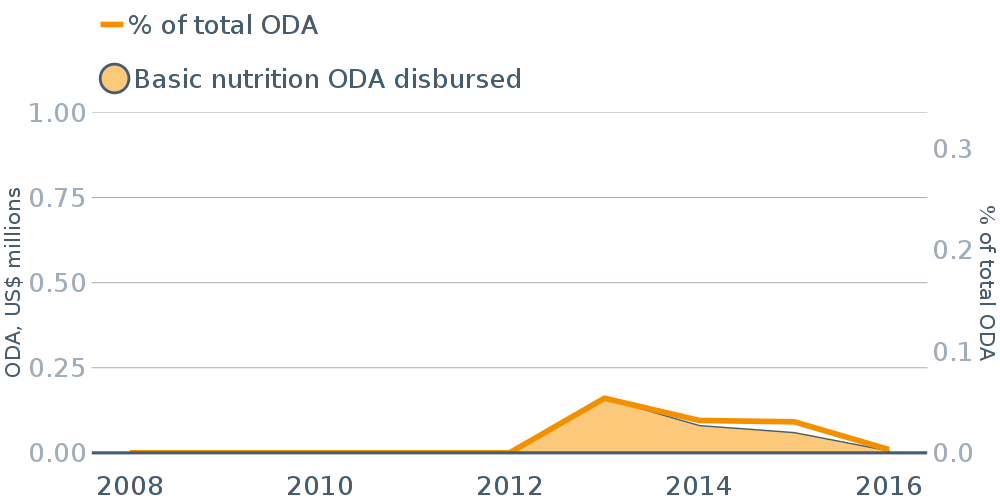 % of total ODA
Basic nutrition ODA disbursed
1.00
0.75
0.50
0.25
0.00
ODA, US$ millions
0.3
0.2
0.1
0.0
% of total ODA
2008 2010 2012 2014 2016